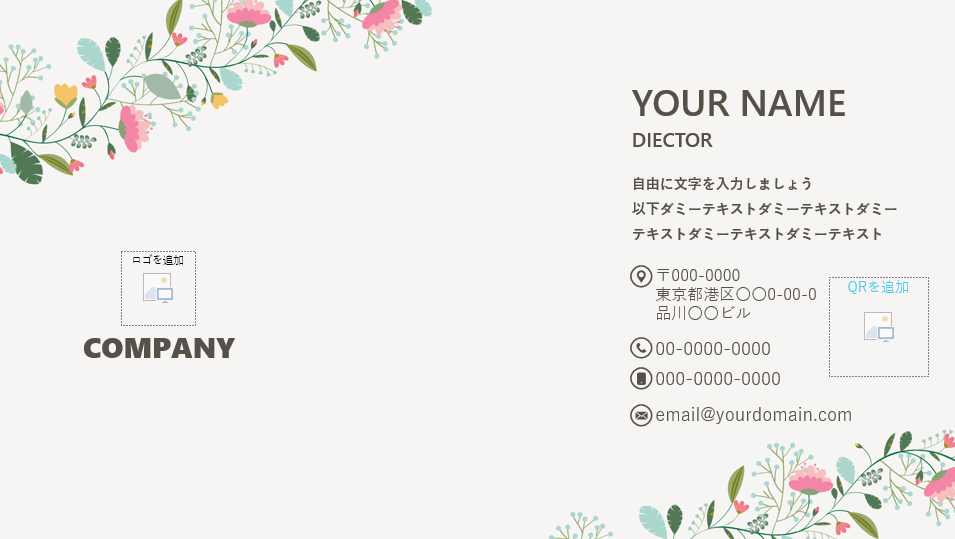 YOUR NAME
DIECTOR
自由に文字を入力しましょう
以下ダミーテキストダミーテキストダミー
テキストダミーテキストダミーテキスト
ロゴを追加
COMPANY
〒000-0000
東京都港区〇〇0-00-0
品川〇〇ビル
QRを追加
00-0000-0000
000-0000-0000
email@yourdomain.com